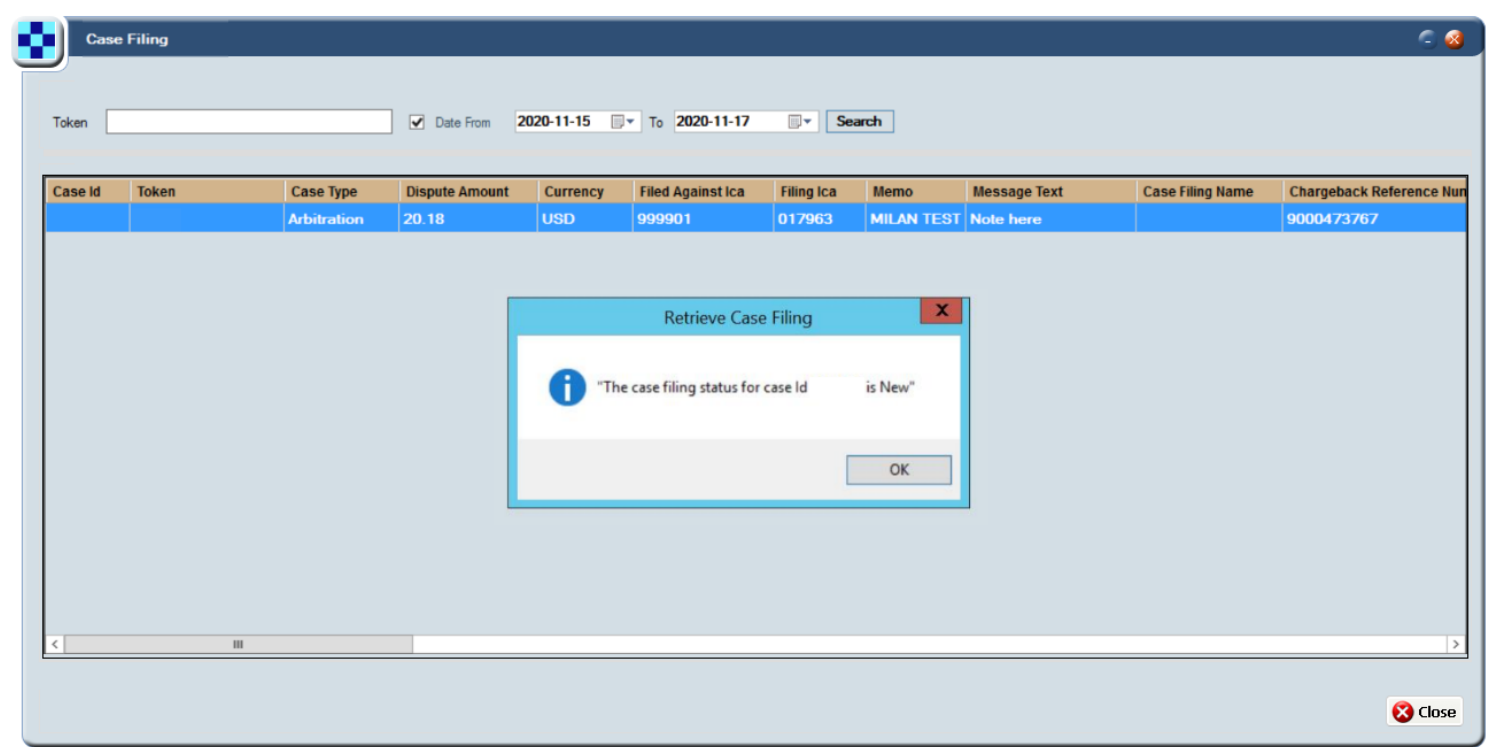 Case Filing
Token Date From 2020-11-15 To 2020-11-17 Search
Case Id Token Case Type Dispute Amount Currency Filed Against Ica Filing Ica Memo Message Text Case Filing Name Chargeback Reference Num
Arbitration 20.18 USD 999901 017963 MILAN TEST Note here 9000473767
Retrieve Case Filing X
"The case filing status for case Id is New"
OK
Close